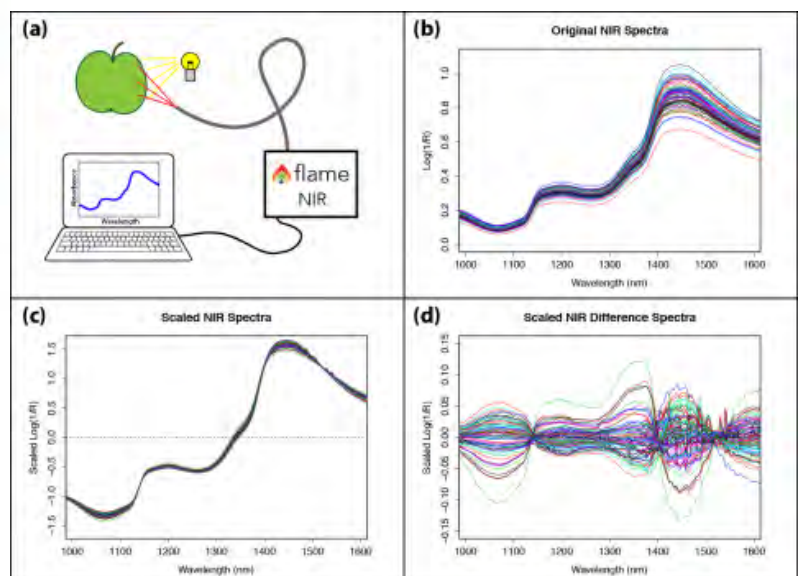 (a)
Absorbance
Wavelength
flame
NIR
(b)
Original NIR Spectra
Log(1/R)
0.0
0.2
0.4
0.6
0.8
1.0
1000 1100 1200 1300 1400 1500 1600
Wavelength (nm)
(c)
Scaled NIR Spectra
Scaled Log(1/R)
-1.5
-1.0
-0.5
0.0
0.5
1.0
1.5
1000 1100 1200 1300 1400 1500 1600
Wavelength (nm)
(d)
Scaled NIR Difference Spectra
Scaled Log(1/R)
-0.15
-0.10
-0.05
0.00
0.05
0.10
0.15
1000 1100 1200 1300 1400 1500 1600
Wavelength (nm)